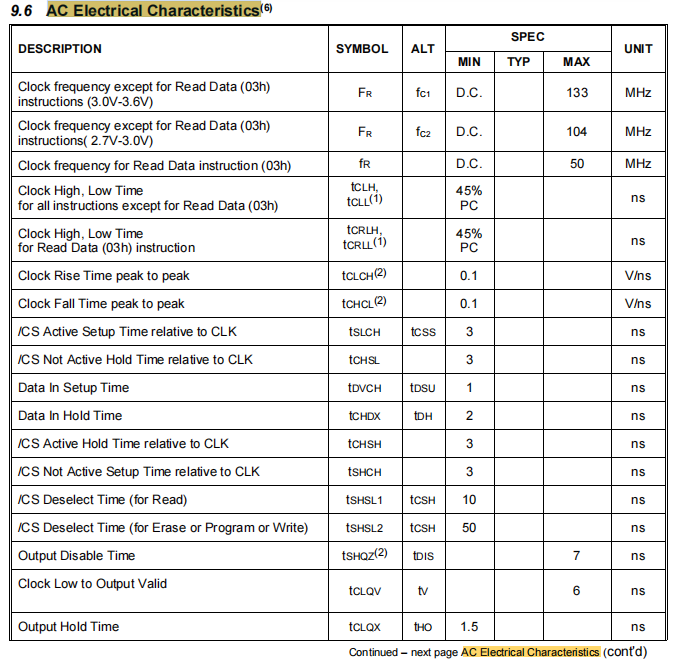 9.6 AC Electrical Characteristics(6)
DESCRIPTION SYMBOL ALT SPEC UNIT
MIN TYP MAX
Clock frequency except for Read Data (03h)
instructions (3.0V-3.6V) FR fC1 D.C. 133 MHz
Clock frequency except for Read Data (03h)
instructions( 2.7V-3.0V) FR fC2 D.C. 104 MHz
Clock frequency for Read Data instruction (03h) fR D.C. 50 MHz
Clock High, Low Time
for all instructions except for Read Data (03h) tCLH,
tCLL(1) 45%
PC ns
Clock High, Low Time
for Read Data (03h) instruction tCRLH,
tCRLL(1) 45%
PC ns
Clock Rise Time peak to peak tCLCH(2) 0.1 V/ns
Clock Fall Time peak to peak tCHCL(2) 0.1 V/ns
/CS Active Setup Time relative to CLK tSLCH tCSS 3 ns
/CS Not Active Hold Time relative to CLK tCHSL 3 ns
Data In Setup Time tDVCH tDSU 1 ns
Data In Hold Time tCHDX tDH 2 ns
/CS Active Hold Time relative to CLK tCHSH 3 ns
/CS Not Active Setup Time relative to CLK tSHCH 3 ns
/CS Deselect Time (for Read) tSHSL1 tCSH 10 ns
/CS Deselect Time (for Erase or Program or Write) tSHSL2 tCSH 50 ns
Output Disable Time tSHQZ(2) tDIS 7 ns
Clock Low to Output Valid tCLQV tV 6 ns
Output Hold Time tCLQX tHO 1.5 ns
Continued – next page AC Electrical Characteristics (cont'd)